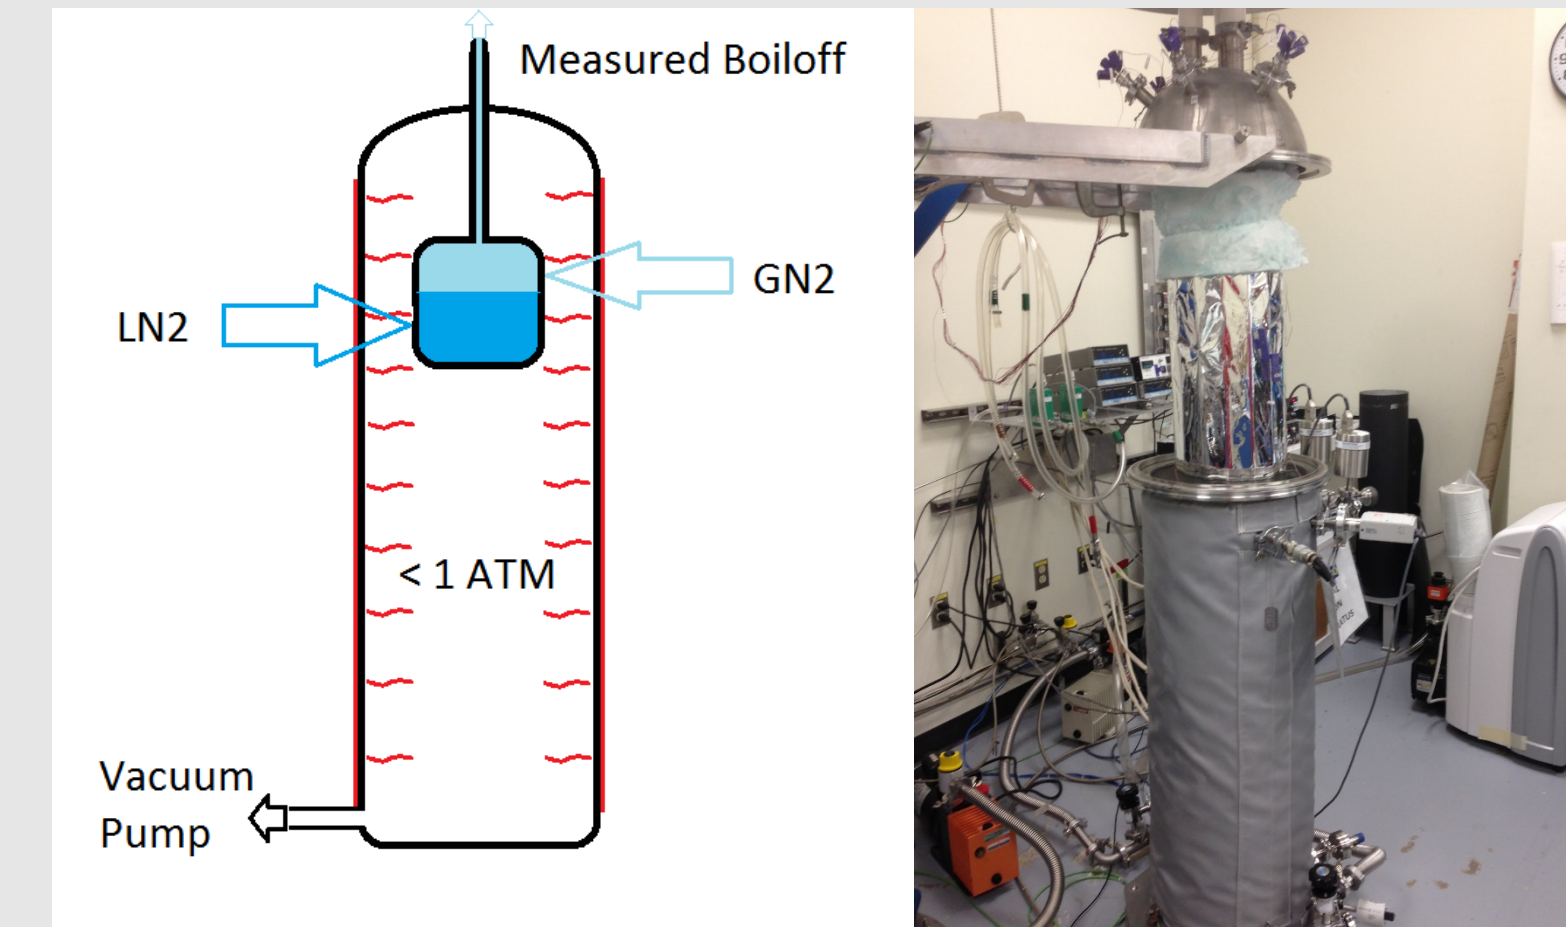 Measured Boiloff
GN2
LN2
< 1 ATM
Vacuum
Pump